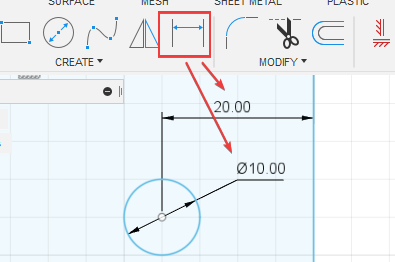 SURFACE MESH SHEET METAL PLASTIC
CREATE MODIFY
20.00
Ø10.00